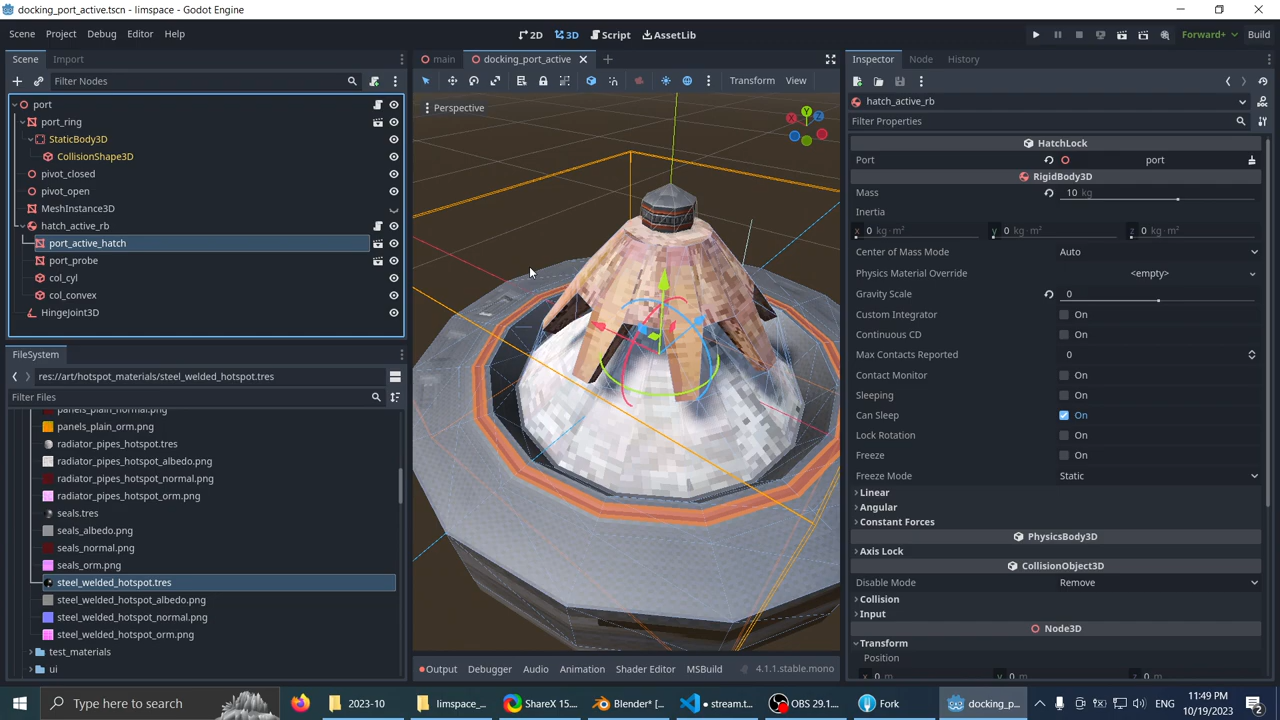 docking_port_active.tscn - limspace - Godot Engine
Scene Project Debug Editor Help
2D 3D Script AssetLib
Forward+ Build
Scene Import
main docking_port_active
Inspector Node History
Filter Nodes
Transform View
Perspective
port
port_ring
StaticBody3D
CollisionShape3D
pivot_closed
pivot_open
MeshInstance3D
hatch_active_rb
port_active_hatch
port_probe
col_cyl
col_convex
HingeJoint3D
FileSystem
res://art/hotspot_materials/steel_welded_hotspot.tres
Filter Files
panels_plain_normal.png
panels_plain_orm.png
radiator_pipes_hotspot.tres
radiator_pipes_hotspot_albedo.png
radiator_pipes_hotspot_normal.png
radiator_pipes_hotspot_orm.png
seals.tres
seals_albedo.png
seals_normal.png
seals_orm.png
steel_welded_hotspot.tres
steel_welded_hotspot_albedo.png
steel_welded_hotspot_normal.png
steel_welded_hotspot_orm.png
test_materials
ui
Output Debugger Audio Animation Shader Editor MSBuild 4.1.1.stable.mono
hatch_active_rb
Filter Properties
HatchLock
Port port
RigidBody3D
Mass 10 kg
Inertia
x 0 kg·m² y 0 kg·m² z 0 kg·m²
Center of Mass Mode Auto
Physics Material Override <empty>
Gravity Scale 0
Custom Integrator On
Continuous CD On
Max Contacts Reported 0
Contact Monitor On
Sleeping On
Can Sleep On
Lock Rotation On
Freeze On
Freeze Mode Static
Linear
Angular
Constant Forces
PhysicsBody3D
Axis Lock
CollisionObject3D
Disable Mode Remove
Collision
Input
Node3D
Transform
Position
x 0 m y 0 m z 0 m
Type here to search
2023-10 limspace_... ShareX 15.... Blender* [... stream.t... OBS 29.1.... Fork docking_p...
ENG
11:49 PM
10/19/2023